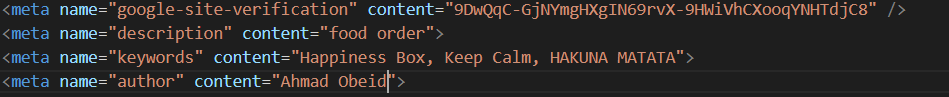 <meta name="google-site-verification" content="9DwQqC-GjNYmgHXgIN69rvX-9HWiVhCXooqYNHTdjC8" />
<meta name="description" content="food order">
<meta name="keywords" content="Happiness Box, Keep Calm, HAKUNA MATATA">
<meta name="author" content="Ahmad Obeid">